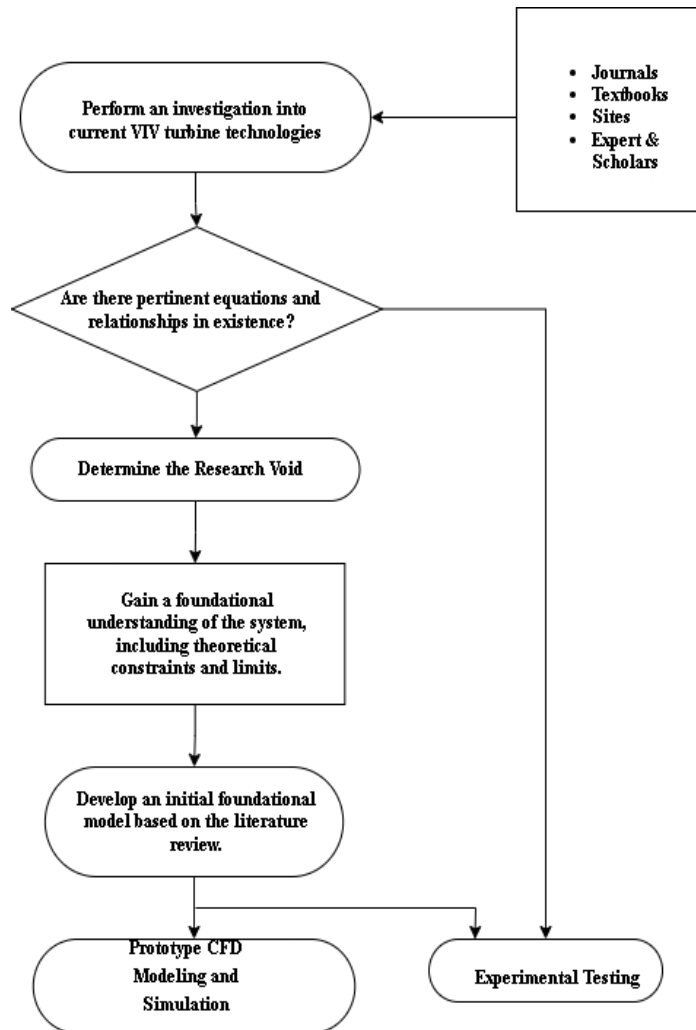 Perform an investigation into
current VIV turbine technologies
• Journals
• Textbooks
• Sites
• Expert &
Scholars
Are there pertinent equations and
relationships in existence?
Determine the Research Void
Gain a foundational
understanding of the system,
including theoretical
constraints and limits.
Develop an initial foundational
model based on the literature
review.
Prototype CFD
Modeling and
Simulation
Experimental Testing